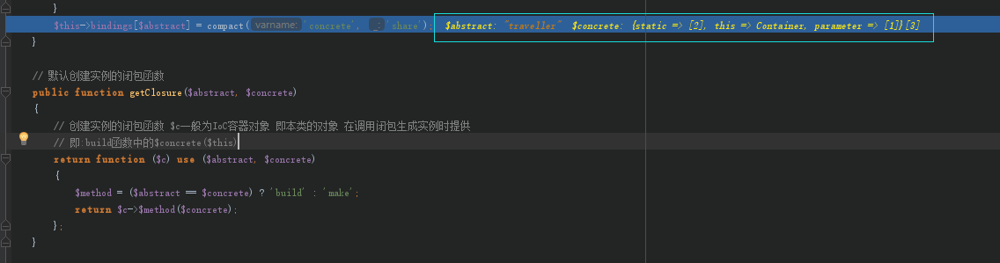 }
$this->bindings[$abstract] = compact( varname: 'concrete', _: 'share'); $abstract: "traveller" $concrete: {static => [2], this => Container, parameter => [1]}[3]
}
// 默认创建实例的闭包函数
public function getClosure($abstract, $concrete)
{
// 创建实例的闭包函数 $c一般为IoC容器对象 即本类的对象 在调用闭包生成实例时提供
// 即:build函数中的$concrete($this)
return function ($c) use ($abstract, $concrete)
{
$method = ($abstract == $concrete) ? 'build' : 'make';
return $c->$method($concrete);
};
}